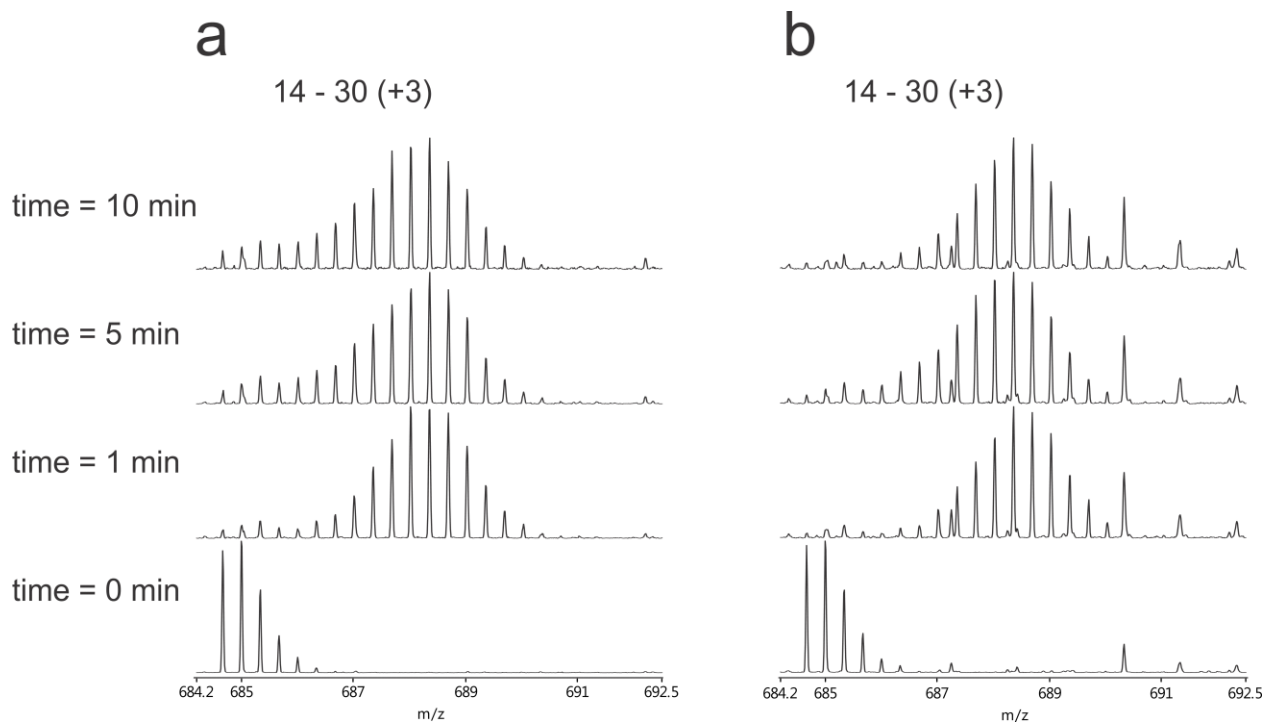 a
b
14 - 30 (+3)
14 - 30 (+3)
time = 10 min
time = 5 min
time = 1 min
time = 0 min
684.2 685 687 689 691 692.5
684.2 685 687 689 691 692.5
m/z
m/z